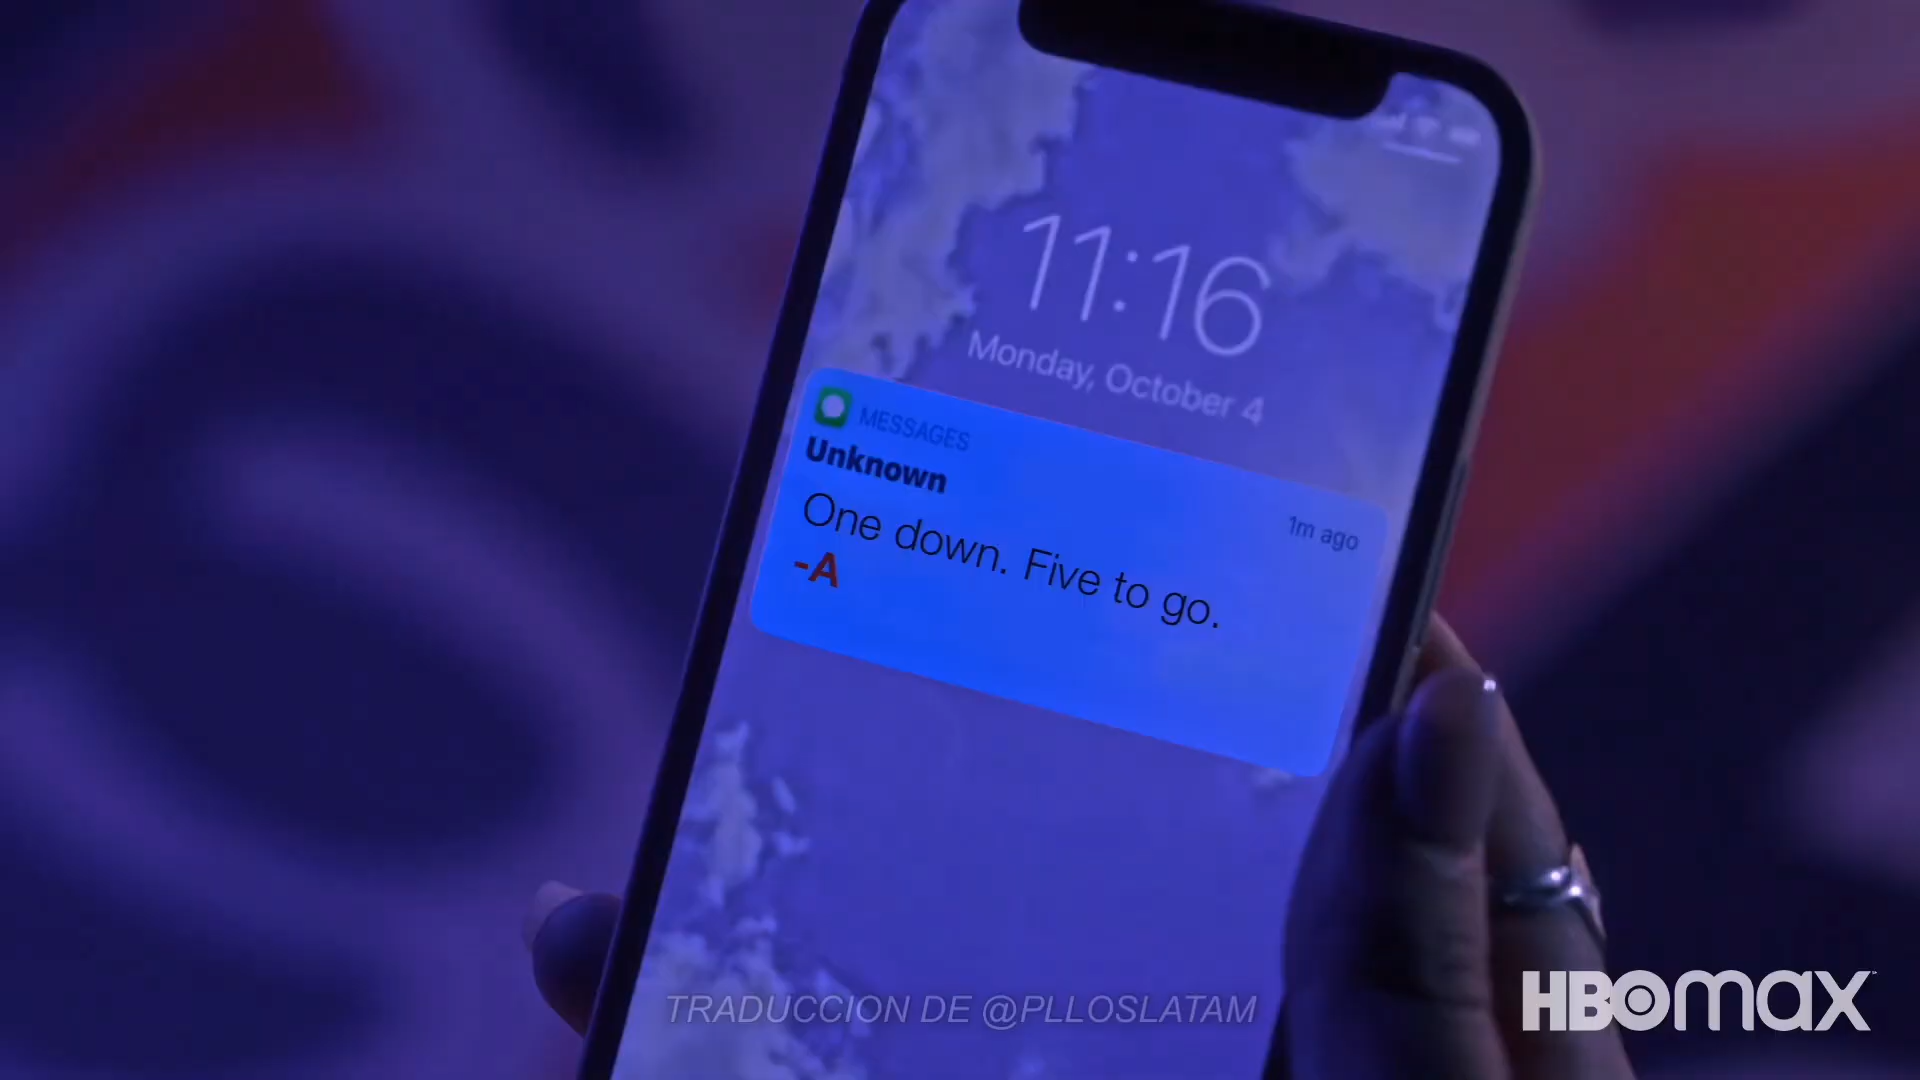 11:16
Monday, October 4
MESSAGES
Unknown
1m ago
One down. Five to go.
-A
TRADUCCION DE @PLLOSLATAM
HBOMAX